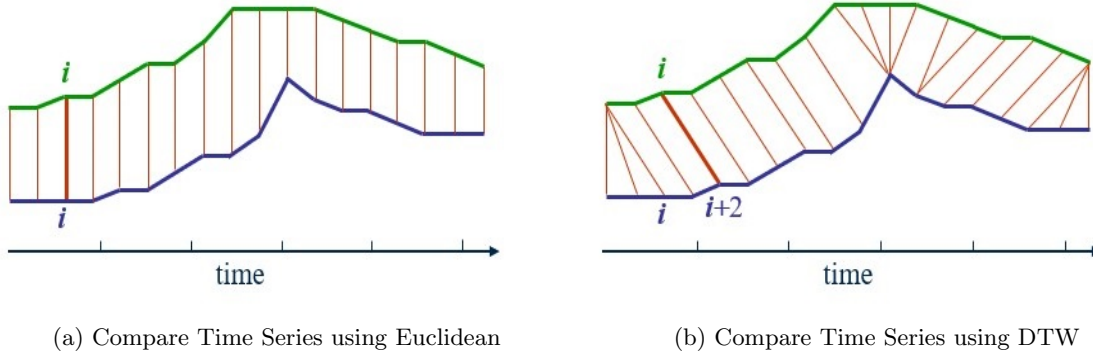 i
i
time
(a) Compare Time Series using Euclidean
i
i
i+2
time
(b) Compare Time Series using DTW